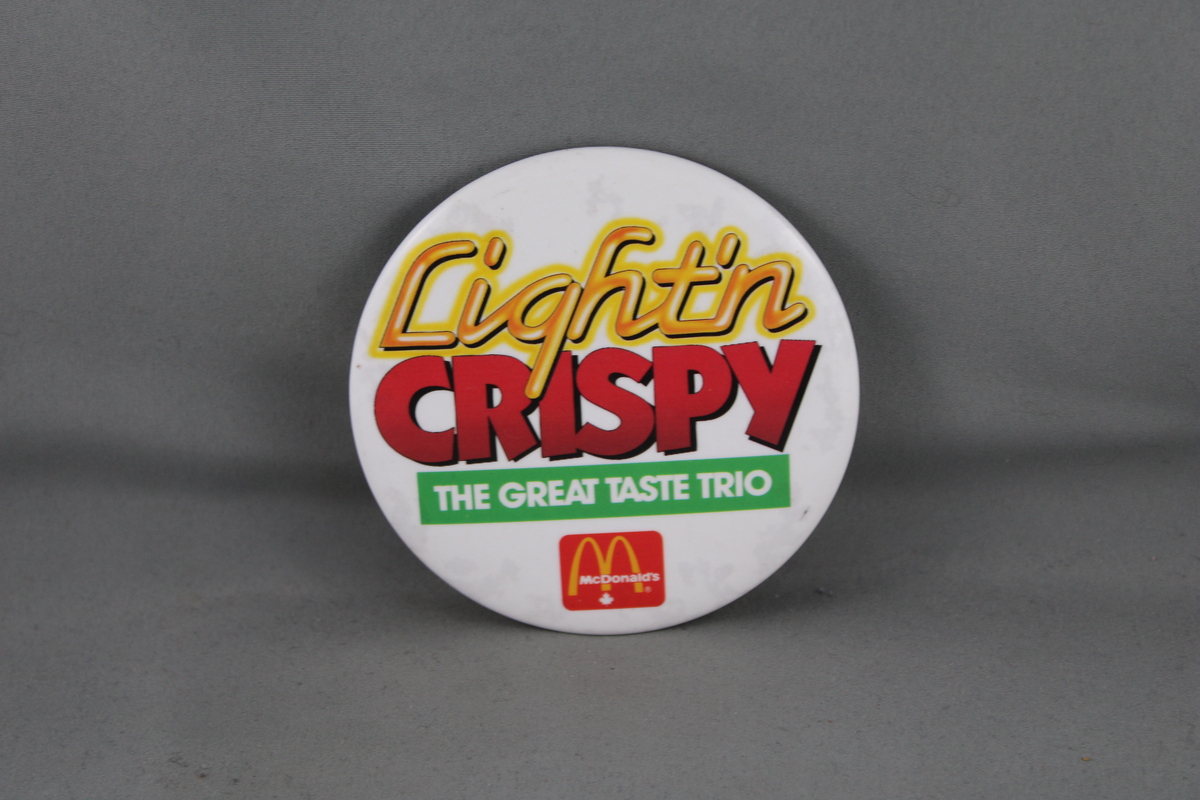 Light'n
CRISPY
THE GREAT TASTE TRIO
McDonald's ®